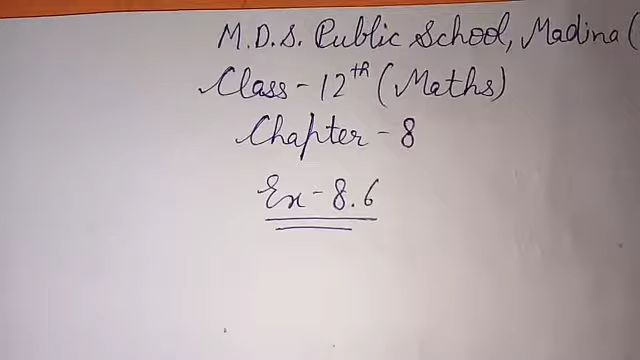 M.D.S. Public School, Madina (
Class - 12th (Maths)
Chapter - 8
Ex - 8.6